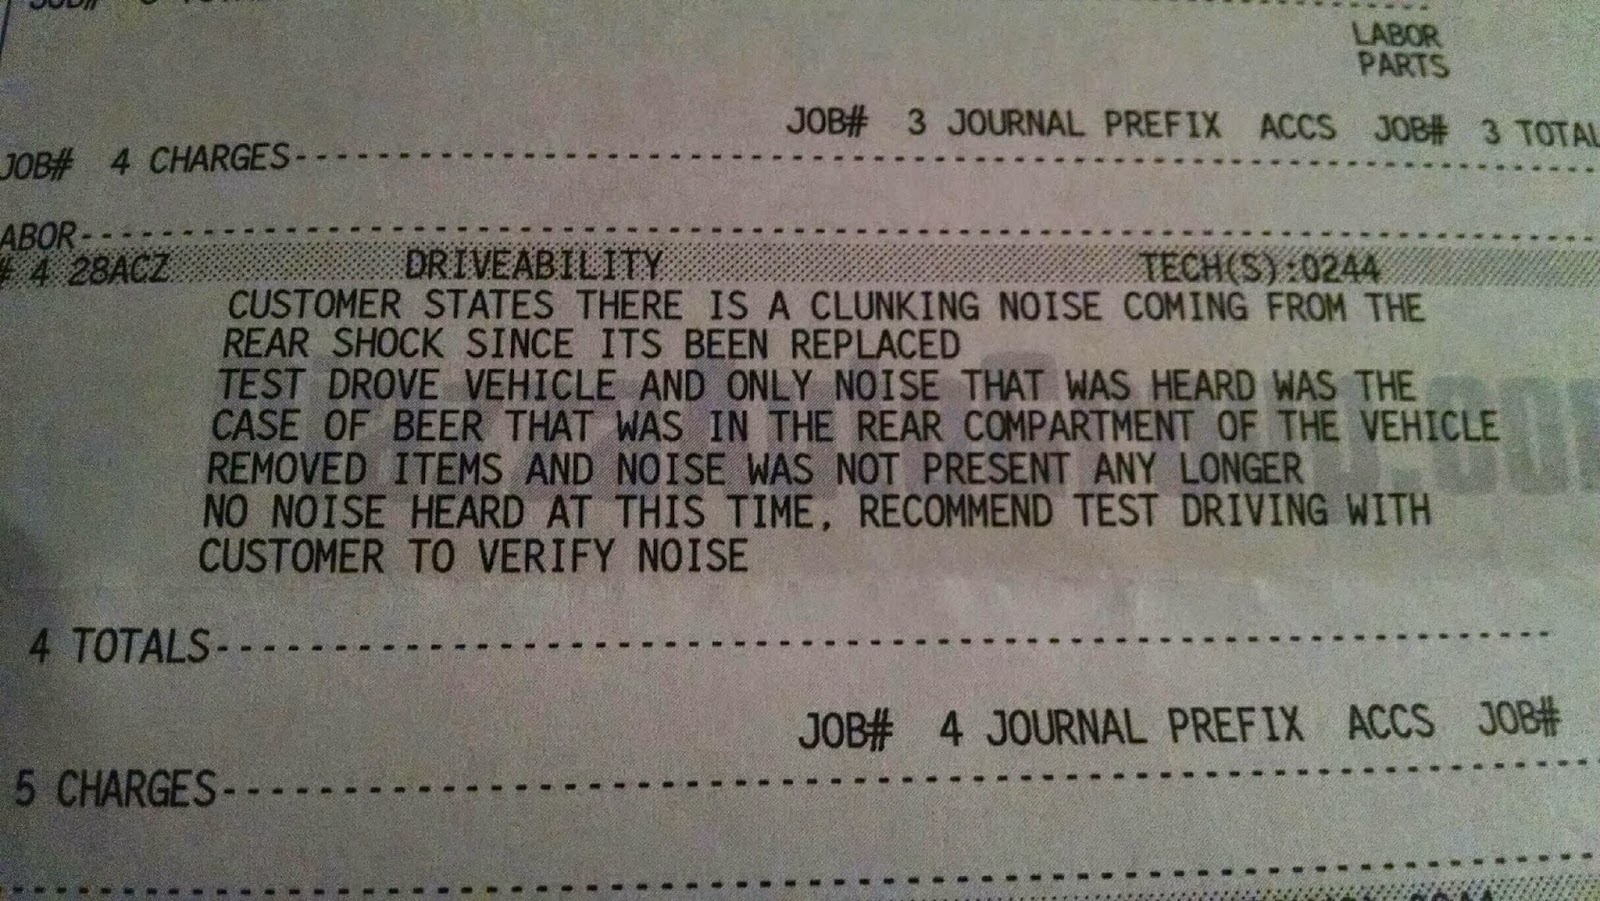 LABOR
PARTS
JOB# 3 JOURNAL PREFIX ACCS JOB# 3 TOTAL
JOB# 4 CHARGES
ABOR
# 4 28ACZ DRIVEABILITY TECH(S):0244
CUSTOMER STATES THERE IS A CLUNKING NOISE COMING FROM THE
REAR SHOCK SINCE ITS BEEN REPLACED
TEST DROVE VEHICLE AND ONLY NOISE THAT WAS HEARD WAS THE
CASE OF BEER THAT WAS IN THE REAR COMPARTMENT OF THE VEHICLE
REMOVED ITEMS AND NOISE WAS NOT PRESENT ANY LONGER
NO NOISE HEARD AT THIS TIME, RECOMMEND TEST DRIVING WITH
CUSTOMER TO VERIFY NOISE
4 TOTALS
JOB# 4 JOURNAL PREFIX ACCS JOB#
5 CHARGES